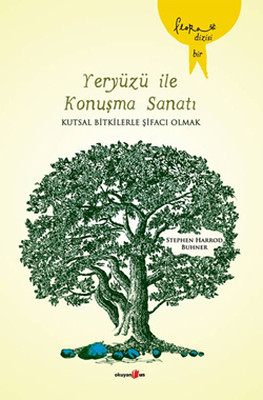 flora
dizisi
bir
Yeryüzü ile
Konuşma Sanatı
KUTSAL BİTKİLERLE ŞİFACI OLMAK
STEPHEN HARROD
BUHNER
okuyan us